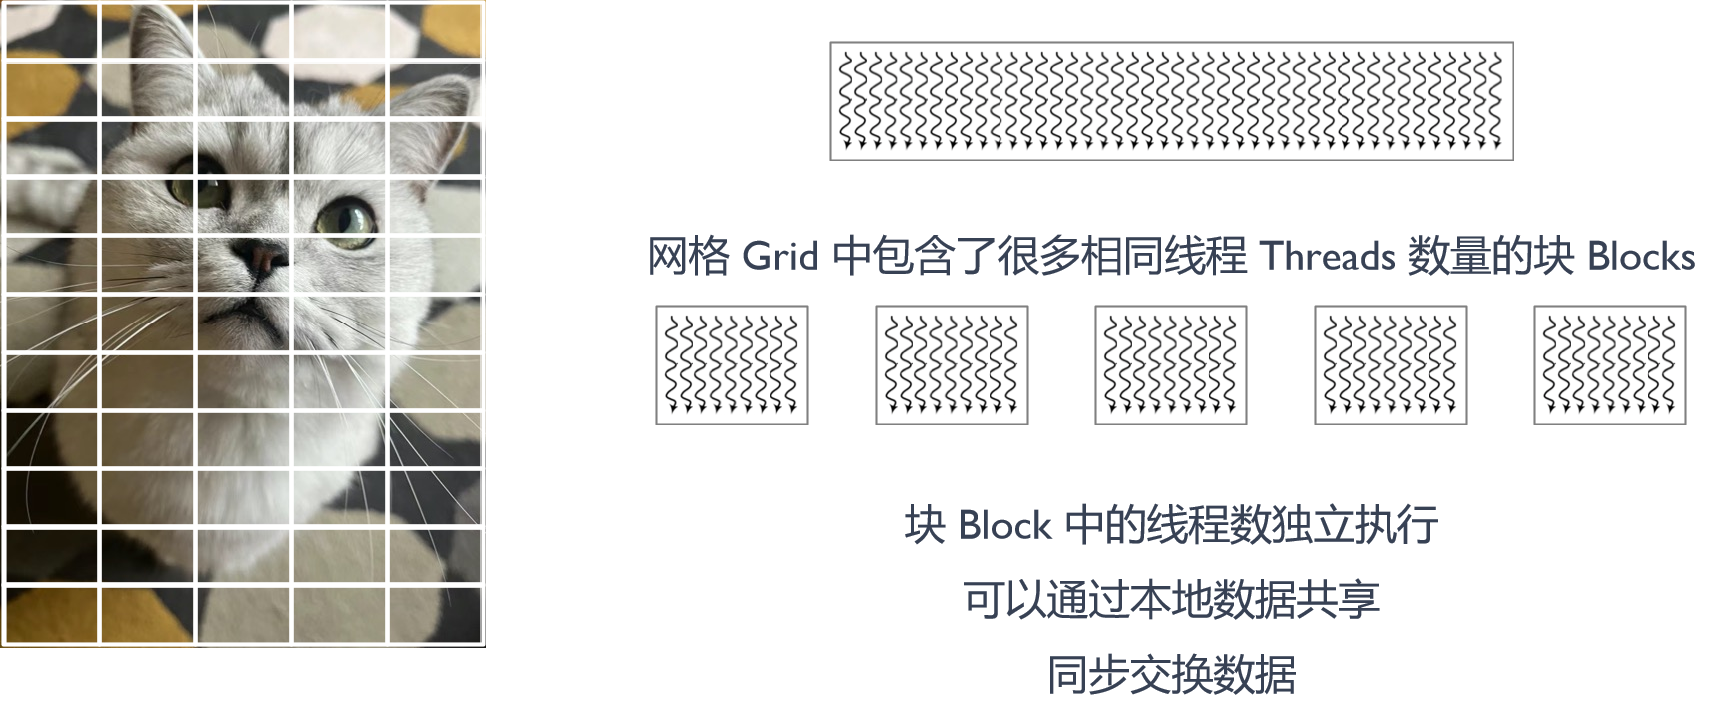 网格 Grid 中包含了很多相同线程 Threads 数量的块 Blocks
块 Block 中的线程数独立执行
可以通过本地数据共享
同步交换数据